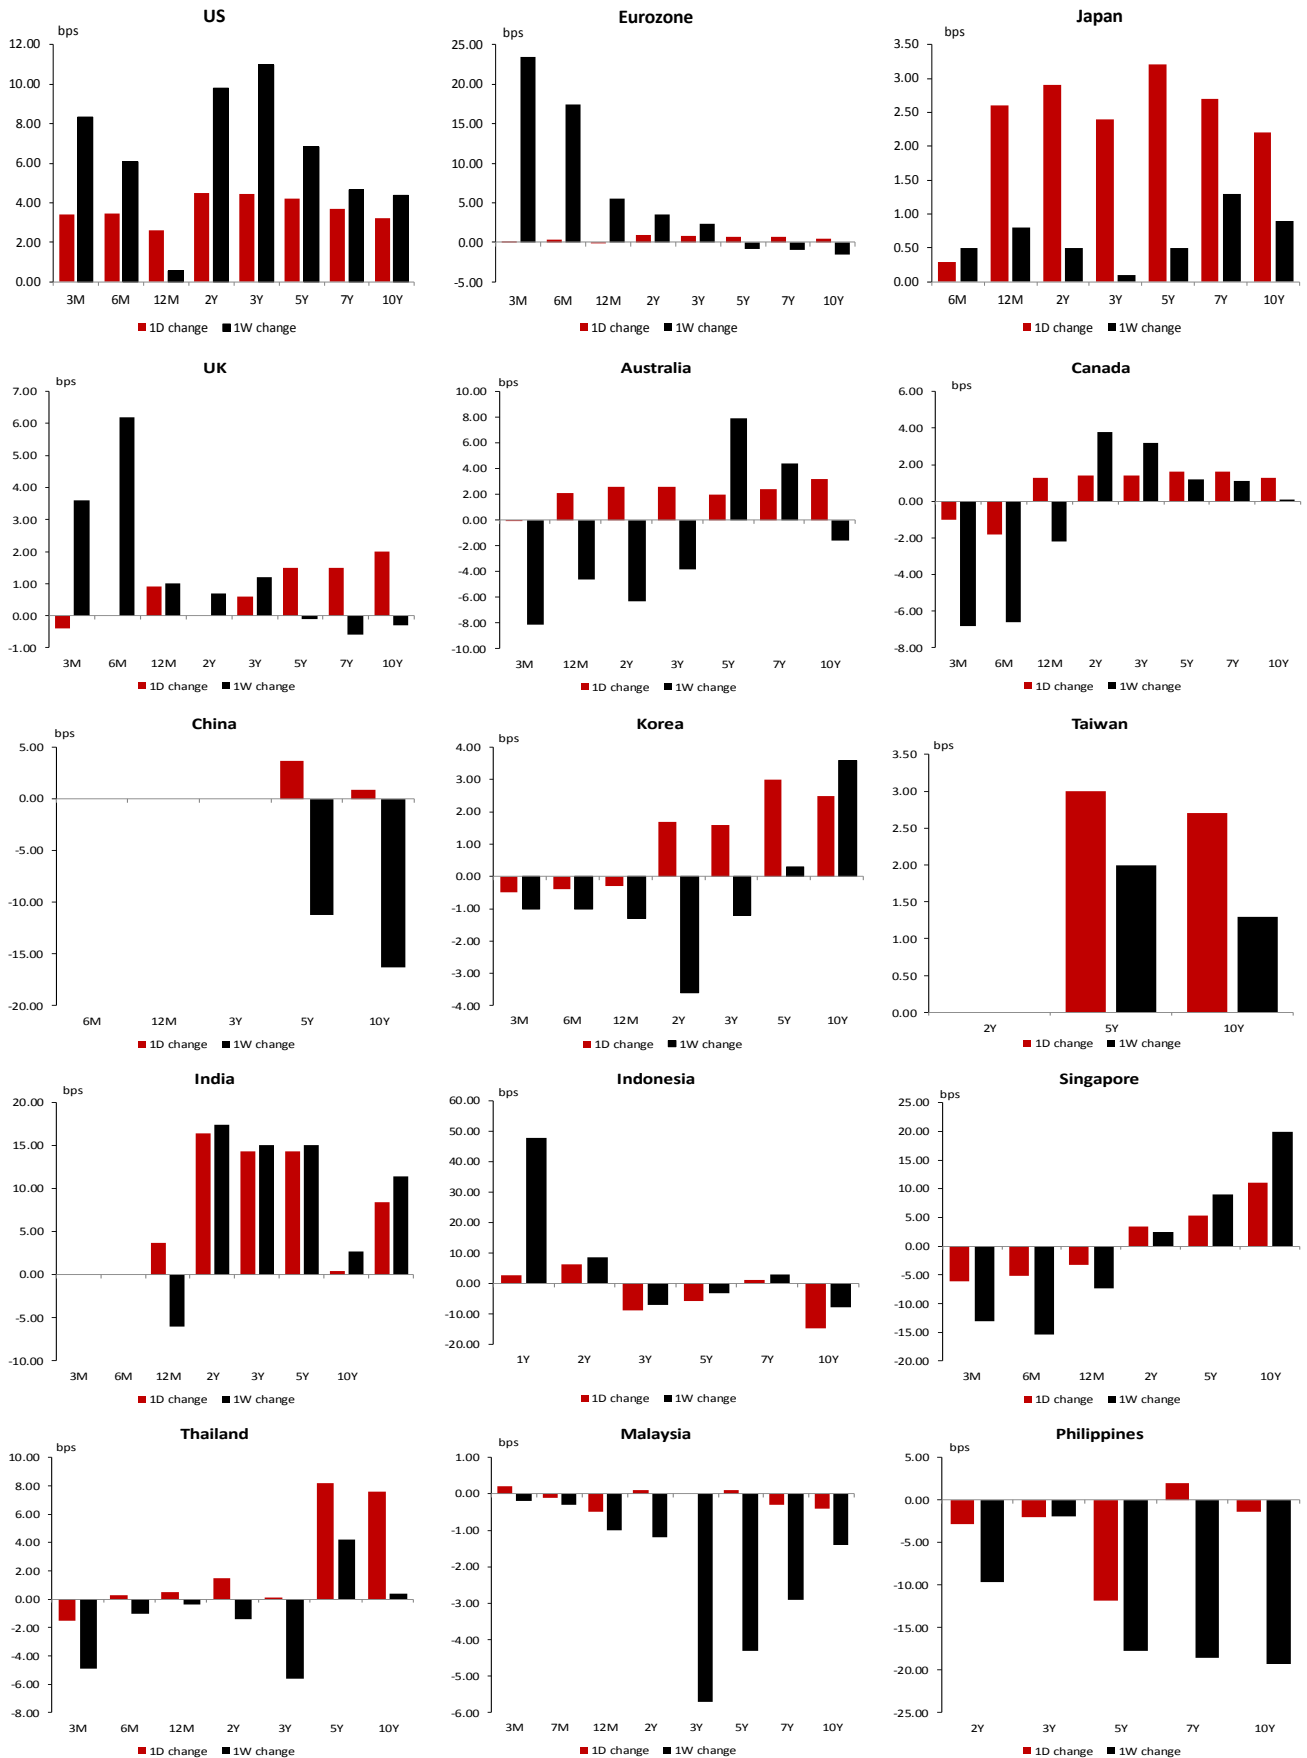 US
bps
12.00
10.00
8.00
6.00
4.00
2.00
0.00
3M 6M 12M 2Y 3Y 5Y 7Y 10Y
1D change 1W change
Eurozone
bps
25.00
20.00
15.00
10.00
5.00
0.00
-5.00
3M 6M 12M 2Y 3Y 5Y 7Y 10Y
1D change 1W change
Japan
bps
3.50
3.00
2.50
2.00
1.50
1.00
0.50
0.00
6M 12M 2Y 3Y 5Y 7Y 10Y
1D change 1W change
UK
bps
7.00
6.00
5.00
4.00
3.00
2.00
1.00
0.00
-1.00
3M 6M 12M 2Y 3Y 5Y 7Y 10Y
1D change 1W change
Australia
bps
10.00
8.00
6.00
4.00
2.00
0.00
-2.00
-4.00
-6.00
-8.00
-10.00
3M 12M 2Y 3Y 5Y 7Y 10Y
1D change 1W change
Canada
bps
6.00
4.00
2.00
0.00
-2.00
-4.00
-6.00
-8.00
3M 6M 12M 2Y 3Y 5Y 7Y 10Y
1D change 1W change
China
bps
5.00
0.00
-5.00
-10.00
-15.00
-20.00
6M 12M 3Y 5Y 10Y
1D change 1W change
Korea
bps
4.00
3.00
2.00
1.00
0.00
-1.00
-2.00
-3.00
-4.00
3M 6M 12M 2Y 3Y 5Y 10Y
1D change 1W change
Taiwan
bps
3.50
3.00
2.50
2.00
1.50
1.00
0.50
0.00
2Y 5Y 10Y
1D change 1W change
India
bps
20.00
15.00
10.00
5.00
0.00
-5.00
-10.00
3M 6M 12M 2Y 3Y 5Y 10Y
1D change 1W change
Indonesia
bps
60.00
50.00
40.00
30.00
20.00
10.00
0.00
-10.00
-20.00
1Y 2Y 3Y 5Y 7Y 10Y
1D change 1W change
Singapore
bps
25.00
20.00
15.00
10.00
5.00
0.00
-5.00
-10.00
-15.00
-20.00
3M 6M 12M 2Y 5Y 10Y
1D change 1W change
Thailand
bps
10.00
8.00
6.00
4.00
2.00
0.00
-2.00
-4.00
-6.00
-8.00
3M 6M 12M 2Y 3Y 5Y 10Y
1D change 1W change
Malaysia
bps
1.00
0.00
-1.00
-2.00
-3.00
-4.00
-5.00
-6.00
3M 7M 12M 2Y 3Y 5Y 7Y 10Y
1D change 1W change
Philippines
bps
5.00
0.00
-5.00
-10.00
-15.00
-20.00
-25.00
2Y 3Y 5Y 7Y 10Y
1D change 1W change